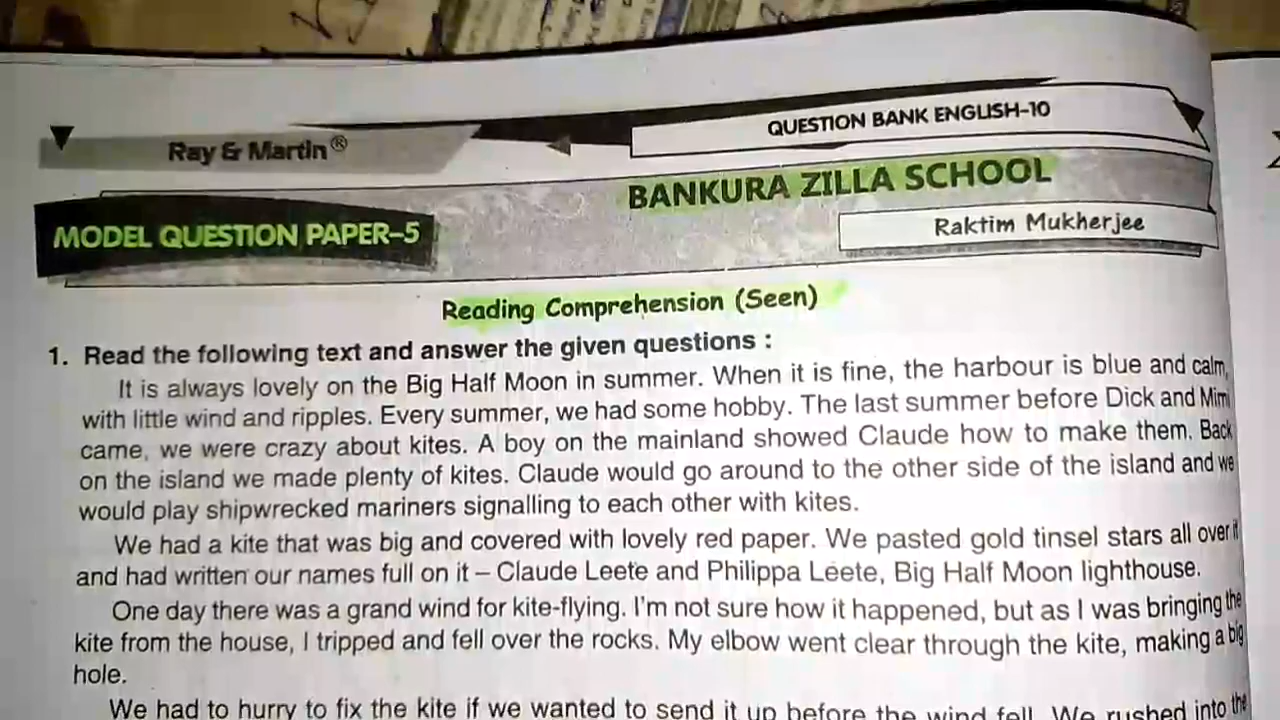 Ray & Martin®
QUESTION BANK ENGLISH–10
BANKURA ZILLA SCHOOL
MODEL QUESTION PAPER–5
Raktim Mukherjee
Reading Comprehension (Seen)
1. Read the following text and answer the given questions :
It is always lovely on the Big Half Moon in summer. When it is fine, the harbour is blue and calm,
with little wind and ripples. Every summer, we had some hobby. The last summer before Dick and Mimi
came, we were crazy about kites. A boy on the mainland showed Claude how to make them. Back
on the island we made plenty of kites. Claude would go around to the other side of the island and we
would play shipwrecked mariners signalling to each other with kites.
We had a kite that was big and covered with lovely red paper. We pasted gold tinsel stars all over it
and had written our names full on it – Claude Leete and Philippa Leete, Big Half Moon lighthouse.
One day there was a grand wind for kite-flying. I'm not sure how it happened, but as I was bringing the
kite from the house, I tripped and fell over the rocks. My elbow went clear through the kite, making a big
hole.
We had to hurry to fix the kite if we wanted to send it up before the wind fell. We rushed into the